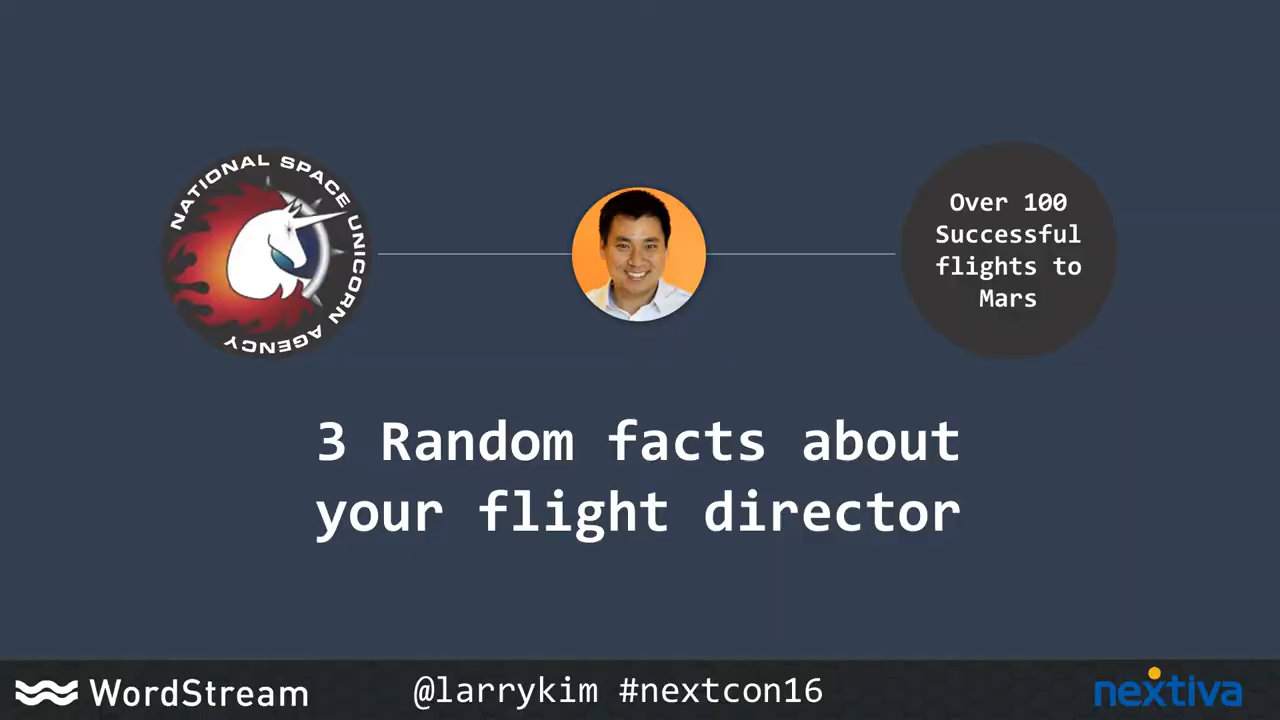 NATIONAL SPACE UNICORN AGENCY
Over 100
Successful
flights to
Mars
3 Random facts about
your flight director
WordStream
@larrykim #nextcon16
nextiva